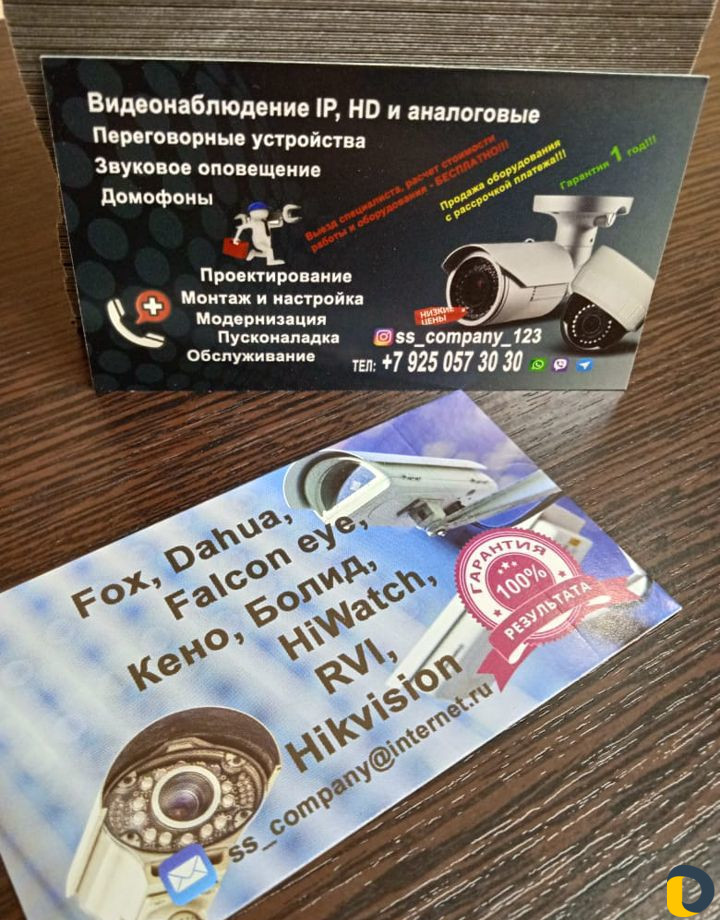 Видеонаблюдение IP, HD и аналоговые
Переговорные устройства
Звуковое оповещение
Домофоны
Выезд специалиста, расчет стоимости
работы и оборудования - БЕСПЛАТНО!!!
Продажа оборудования
с рассрочкой платежа!!!
Гарантия 1 год!!!
Проектирование
Монтаж и настройка
Модернизация
Пусконаладка
Обслуживание
НИЗКИЕ
ЦЕНЫ
ss_company_123
ТЕЛ: +7 925 057 30 30
Fox, Dahua,
Falcon eye,
Кено, Болид,
HiWatch,
RVI,
Hikvision
ss_company@internet.ru
ГАРАНТИЯ
100%
РЕЗУЛЬТАТА